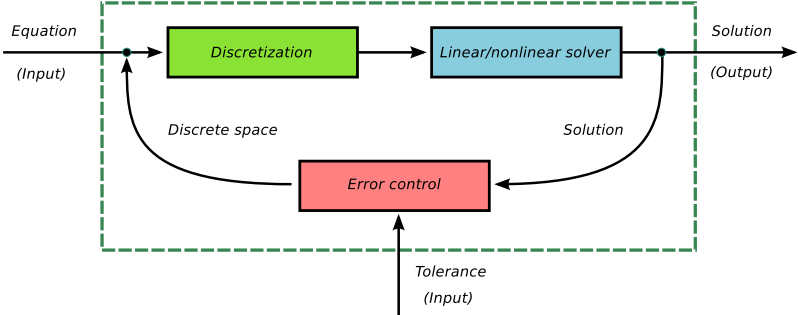 Equation
(Input)
Discretization
Linear/nonlinear solver
Solution
(Output)
Discrete space
Solution
Error control
Tolerance
(Input)